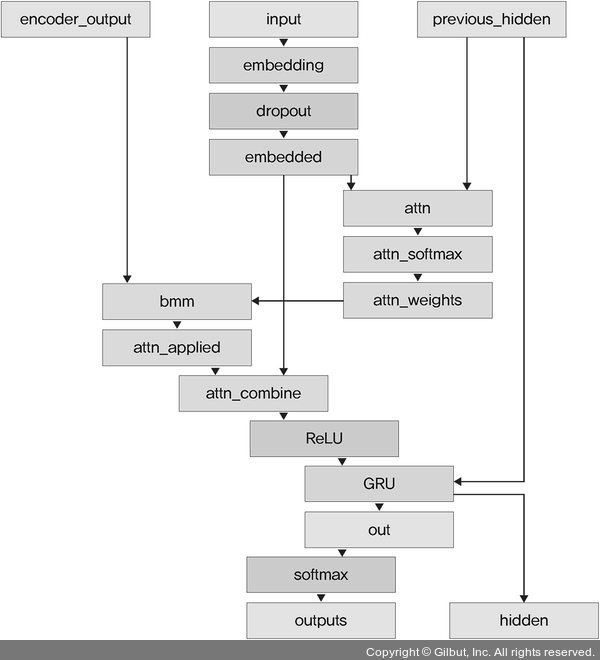 encoder_output
input
previous_hidden
embedding
dropout
embedded
attn
attn_softmax
bmm
attn_weights
attn_applied
attn_combine
ReLU
GRU
out
softmax
outputs
hidden
Copyright © Gilbut, Inc. All rights reserved.